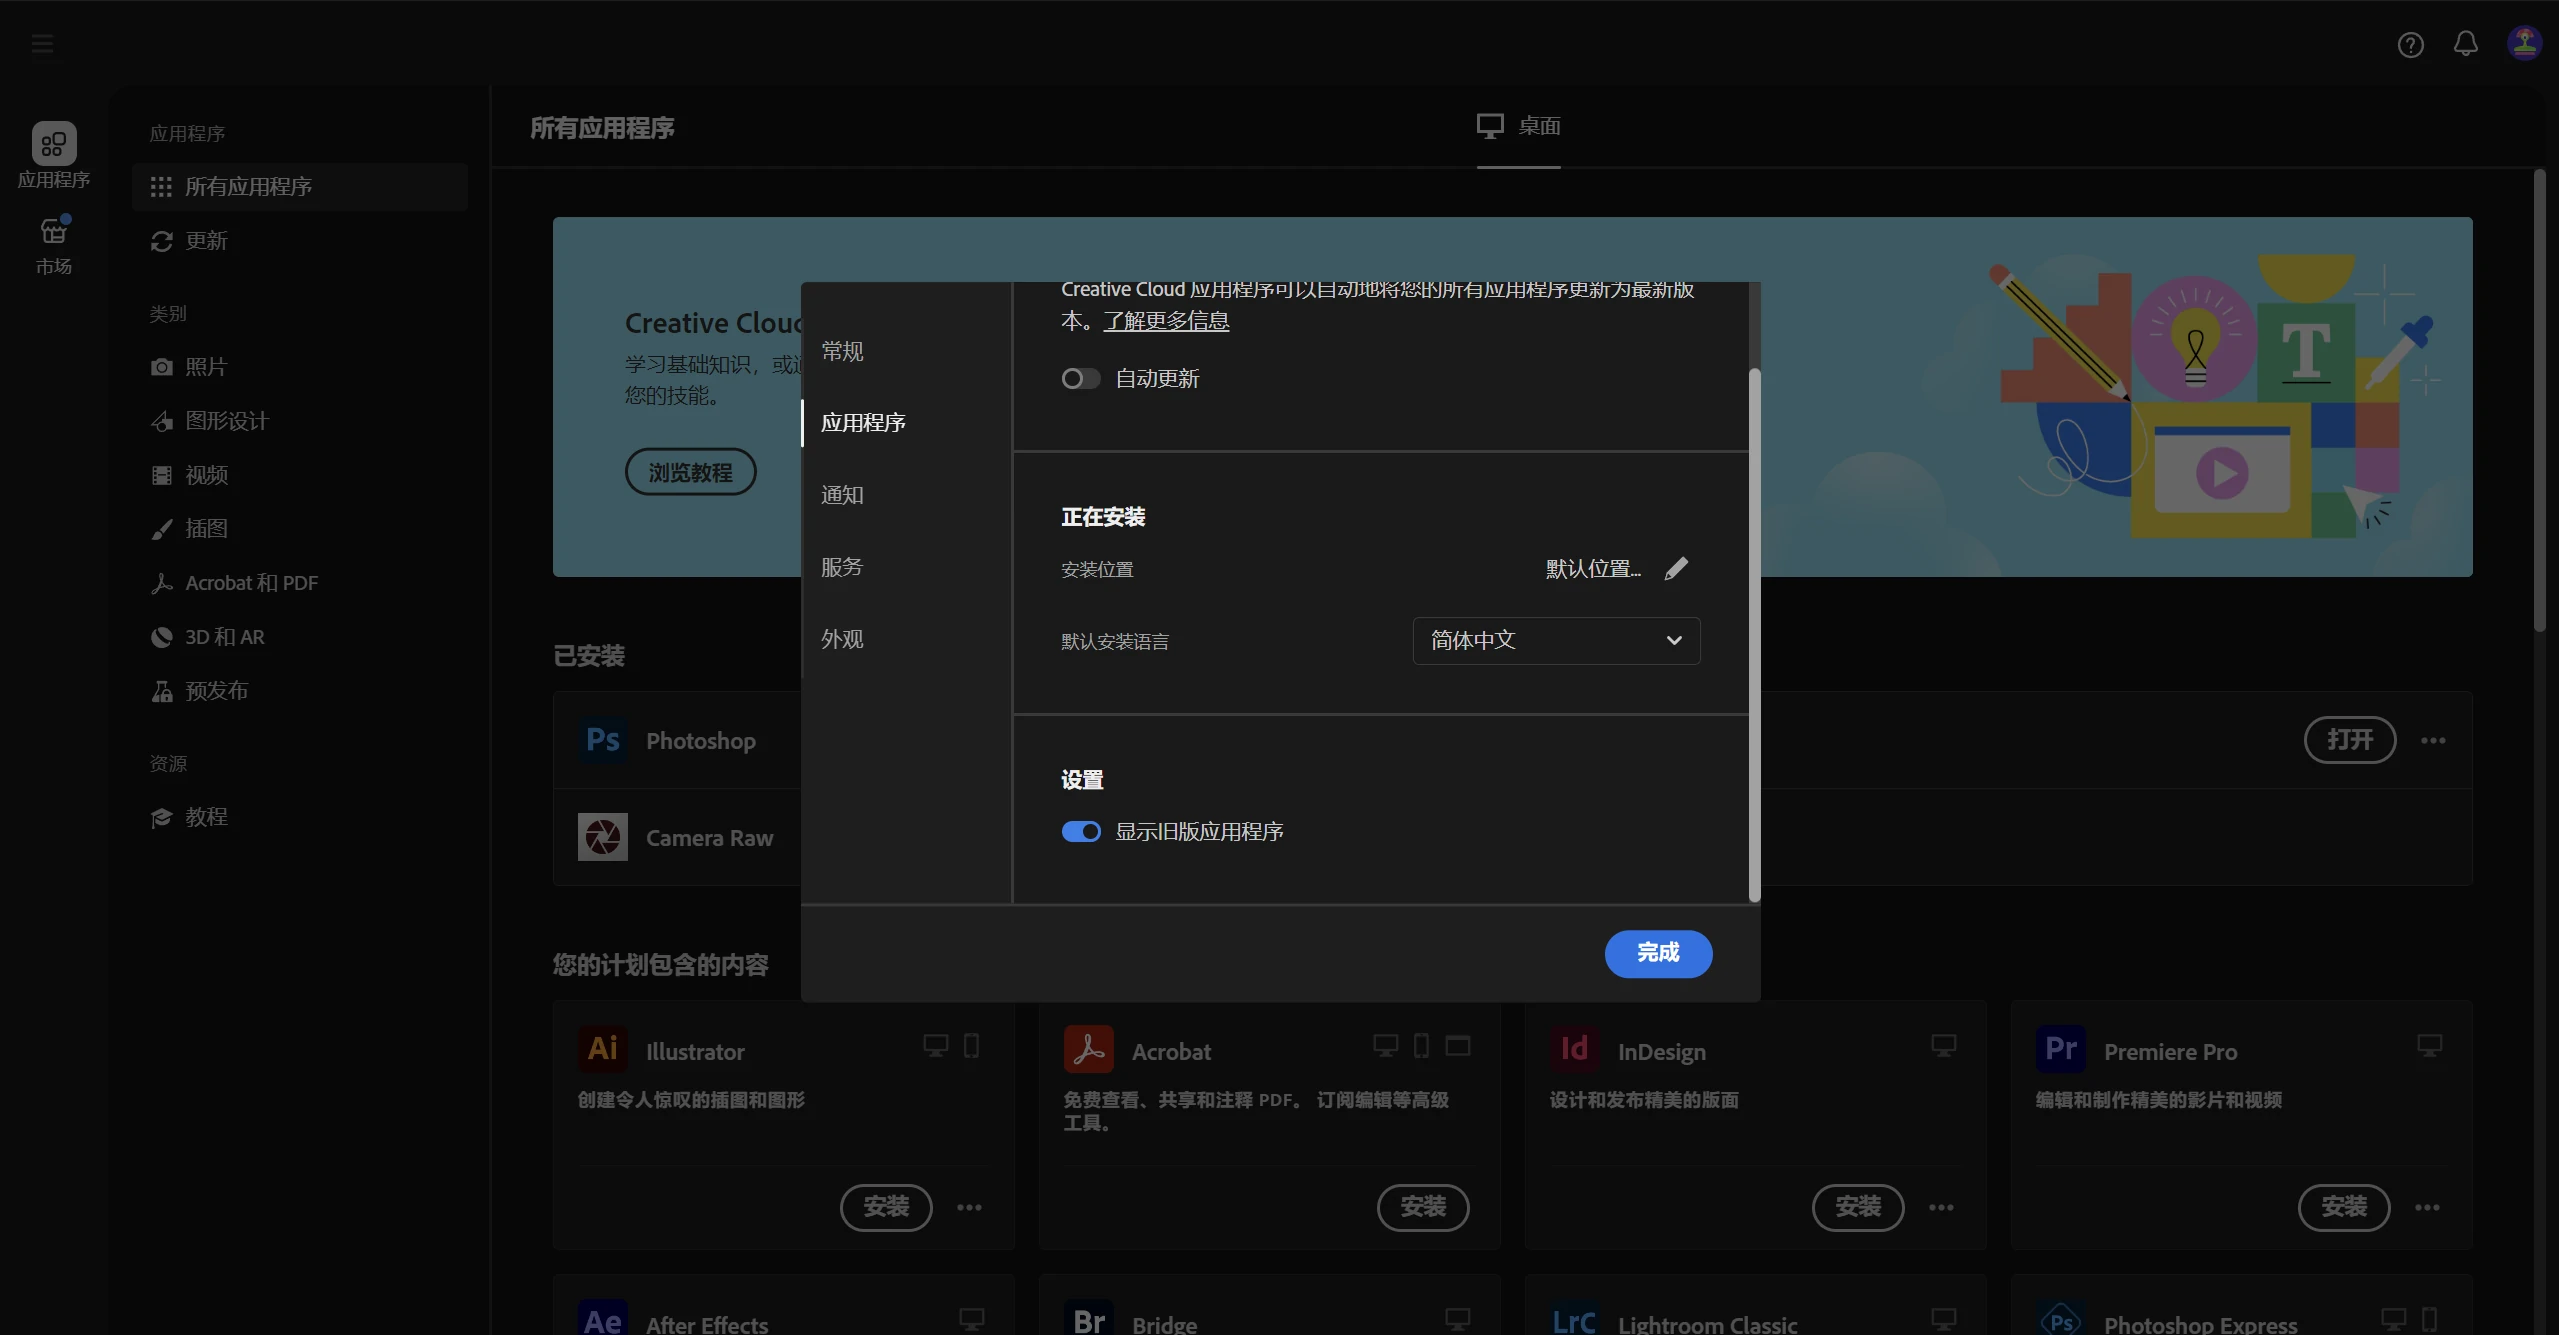 应用程序
市场
应用程序
所有应用程序
更新
类别
照片
图形设计
视频
插图
Acrobat 和 PDF
3D 和 AR
预发布
资源
教程
所有应用程序
桌面
Creative Cloud
学习基础知识，或通
您的技能。
浏览教程
常规
应用程序
通知
服务
外观
Creative Cloud 应用程序可以自动地将您的所有应用程序更新为最新版
本。了解更多信息
自动更新
正在安装
安装位置
默认位置...
默认安装语言
简体中文
设置
显示旧版应用程序
完成
已安装
Ps
Photoshop
打开
Camera Raw
您的计划包含的内容
Ai
Illustrator
创建令人惊叹的插图和图形
安装
Acrobat
免费查看、共享和注释 PDF。 订阅编辑等高级
工具。
安装
Id
InDesign
设计和发布精美的版面
安装
Pr
Premiere Pro
编辑和制作精美的影片和视频
安装
Ae
After Effects
Br
Bridge
LrC
Lightroom Classic
Ps
Photoshop Express
T